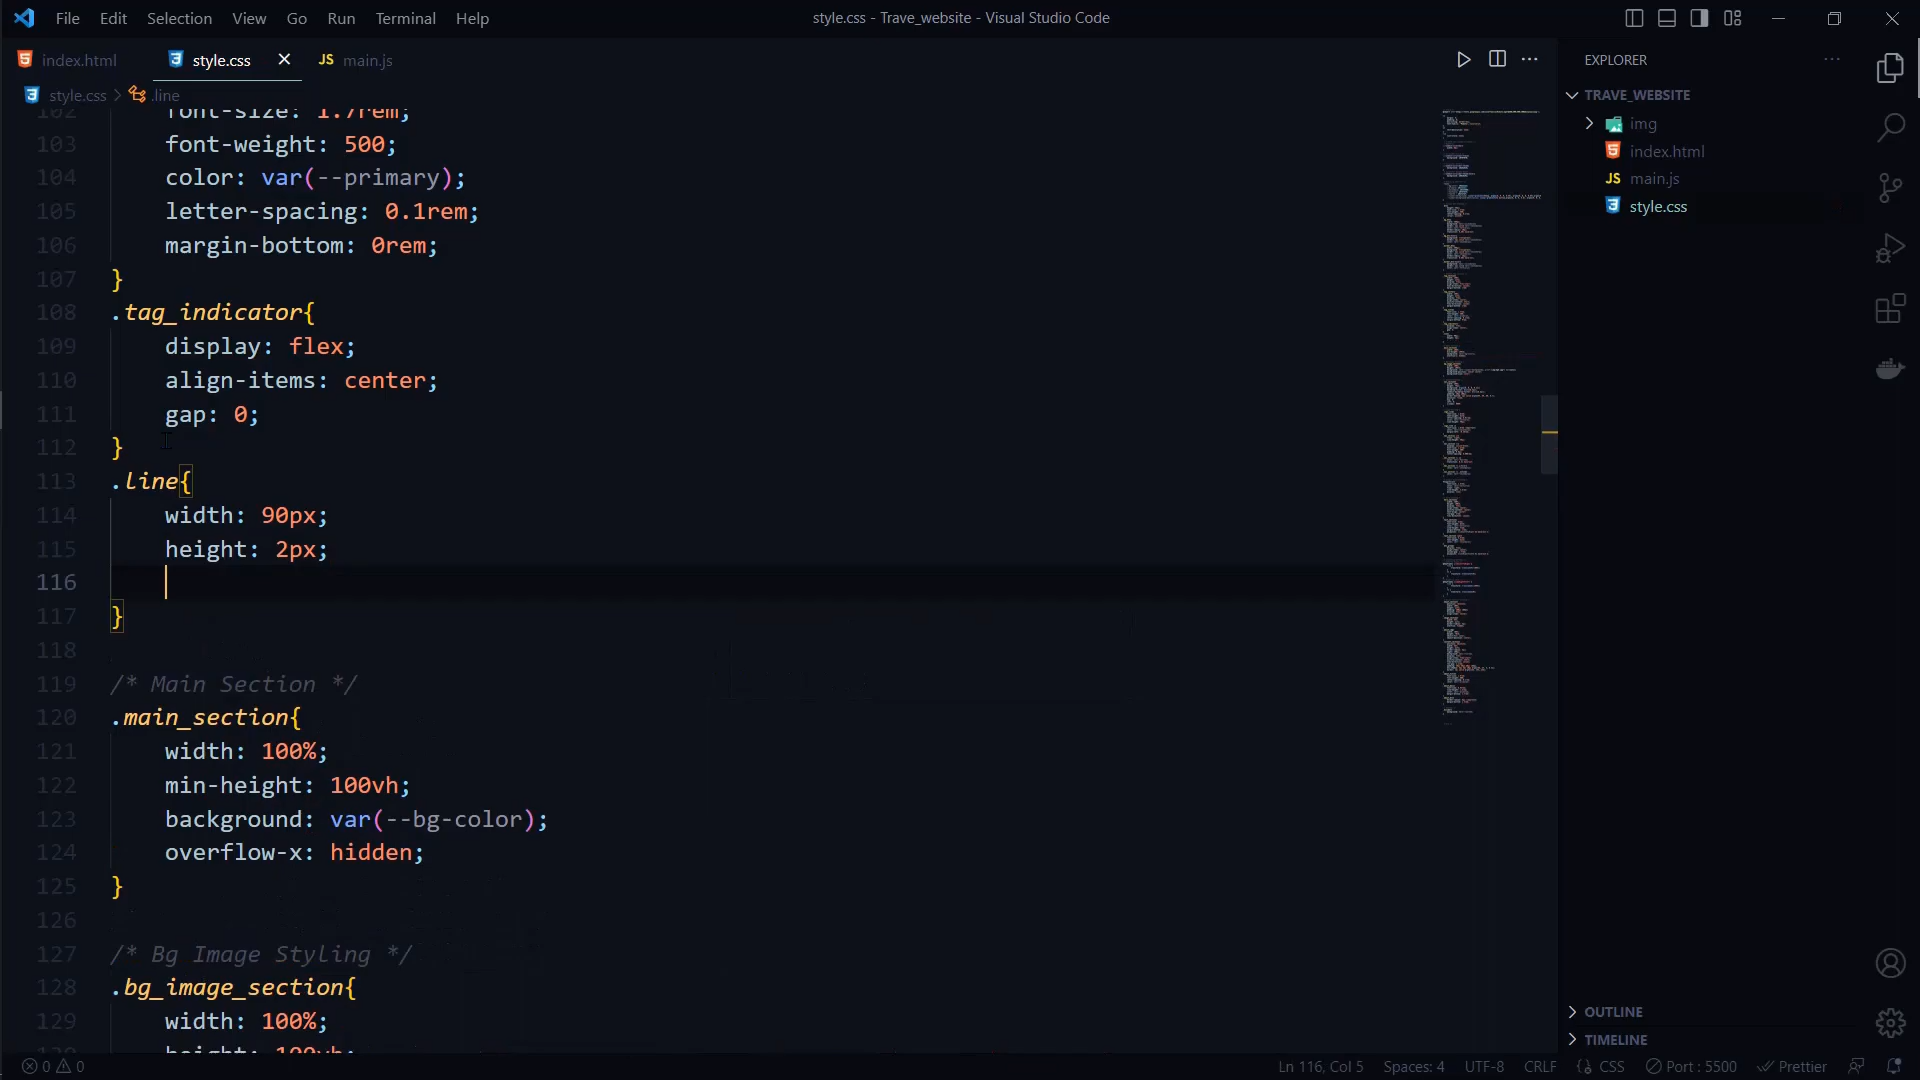 File Edit Selection View Go Run Terminal Help
style.css - Trave_website - Visual Studio Code
index.html style.css main.js
style.css > .line
102 font-size: 1.7rem;
103 font-weight: 500;
104 color: var(--primary);
105 letter-spacing: 0.1rem;
106 margin-bottom: 0rem;
107 }
108 .tag_indicator{
109 display: flex;
110 align-items: center;
111 gap: 0;
112 }
113 .line{
114 width: 90px;
115 height: 2px;
116
117 }
118
119 /* Main Section */
120 .main_section{
121 width: 100%;
122 min-height: 100vh;
123 background: var(--bg-color);
124 overflow-x: hidden;
125 }
126
127 /* Bg Image Styling */
128 .bg_image_section{
129 width: 100%;
130 height: 100vh;
EXPLORER
TRAVE_WEBSITE
img
index.html
JS main.js
style.css
OUTLINE
TIMELINE
0 0 Ln 116, Col 5 Spaces: 4 UTF-8 CRLF CSS Port : 5500 Prettier